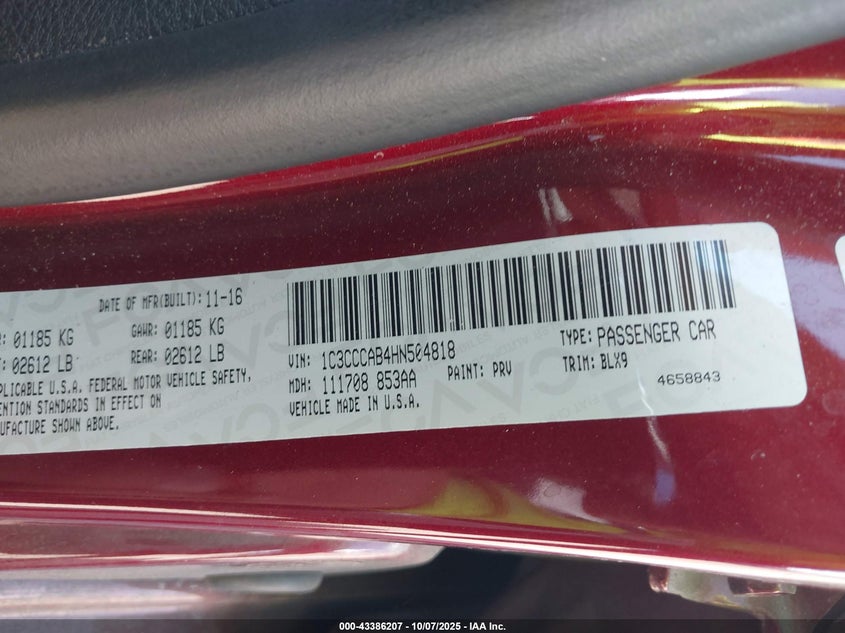 DATE OF MFR(BUILT): 11-16
: 01185 KG GAWR: 01185 KG
: 02612 LB REAR: 02612 LB
PLICABLE U.S.A. FEDERAL MOTOR VEHICLE SAFETY,
ENTION STANDARDS IN EFFECT ON
UFACTURE SHOWN ABOVE.
VIN: 1C3CCCAB4HN504818 TYPE: PASSENGER CAR
MDH: 111708 853AA PAINT: PRV TRIM: BLX9
VEHICLE MADE IN U.S.A. 4658843
000-43386207 - 10/07/2025 - IAA Inc.